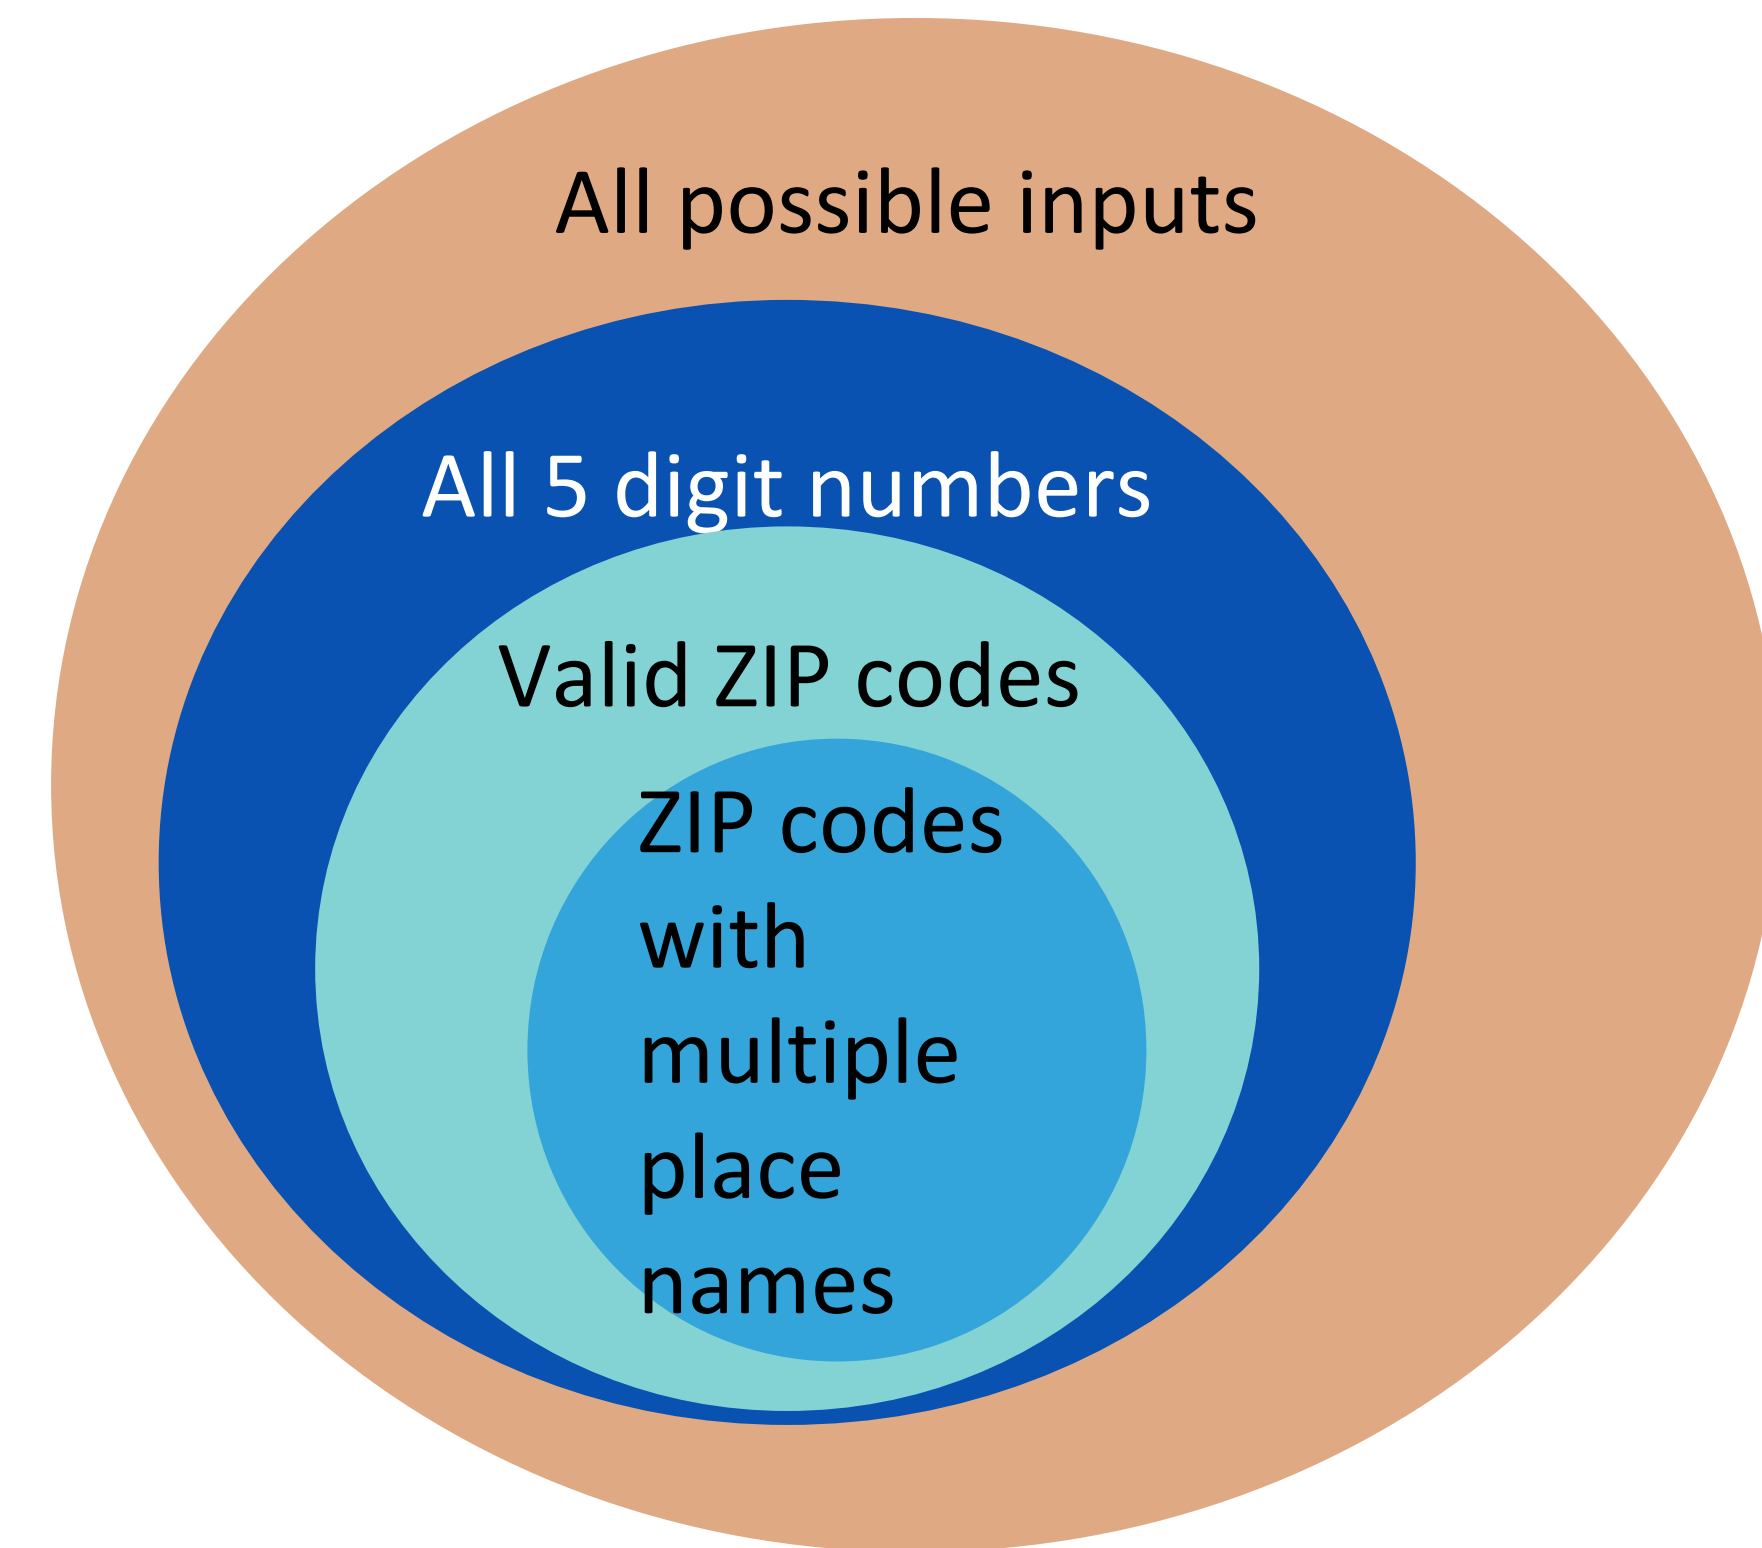 All possible inputs
All 5 digit numbers
Valid ZIP codes
ZIP codes
with
multiple
place
names